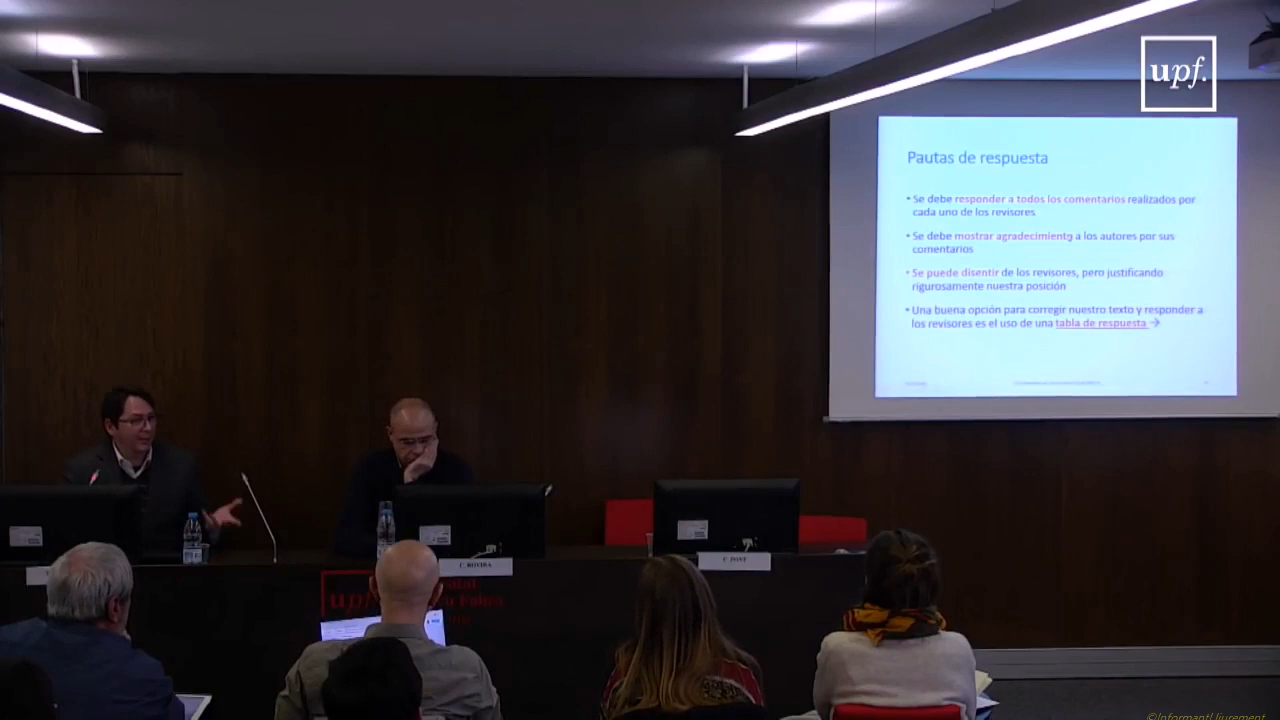 upf.
Pautas de respuesta
• Se debe responder a todos los comentarios realizados por
cada uno de los revisores
• Se debe mostrar agradecimiento a los autores por sus
comentarios
• Se puede disentir de los revisores, pero justificando
rigurosamente nuestra posición
• Una buena opción para corregir nuestro texto y responder a
los revisores es el uso de una tabla de respuesta →
C. ROVIRA
upf.
©InformantLliurement